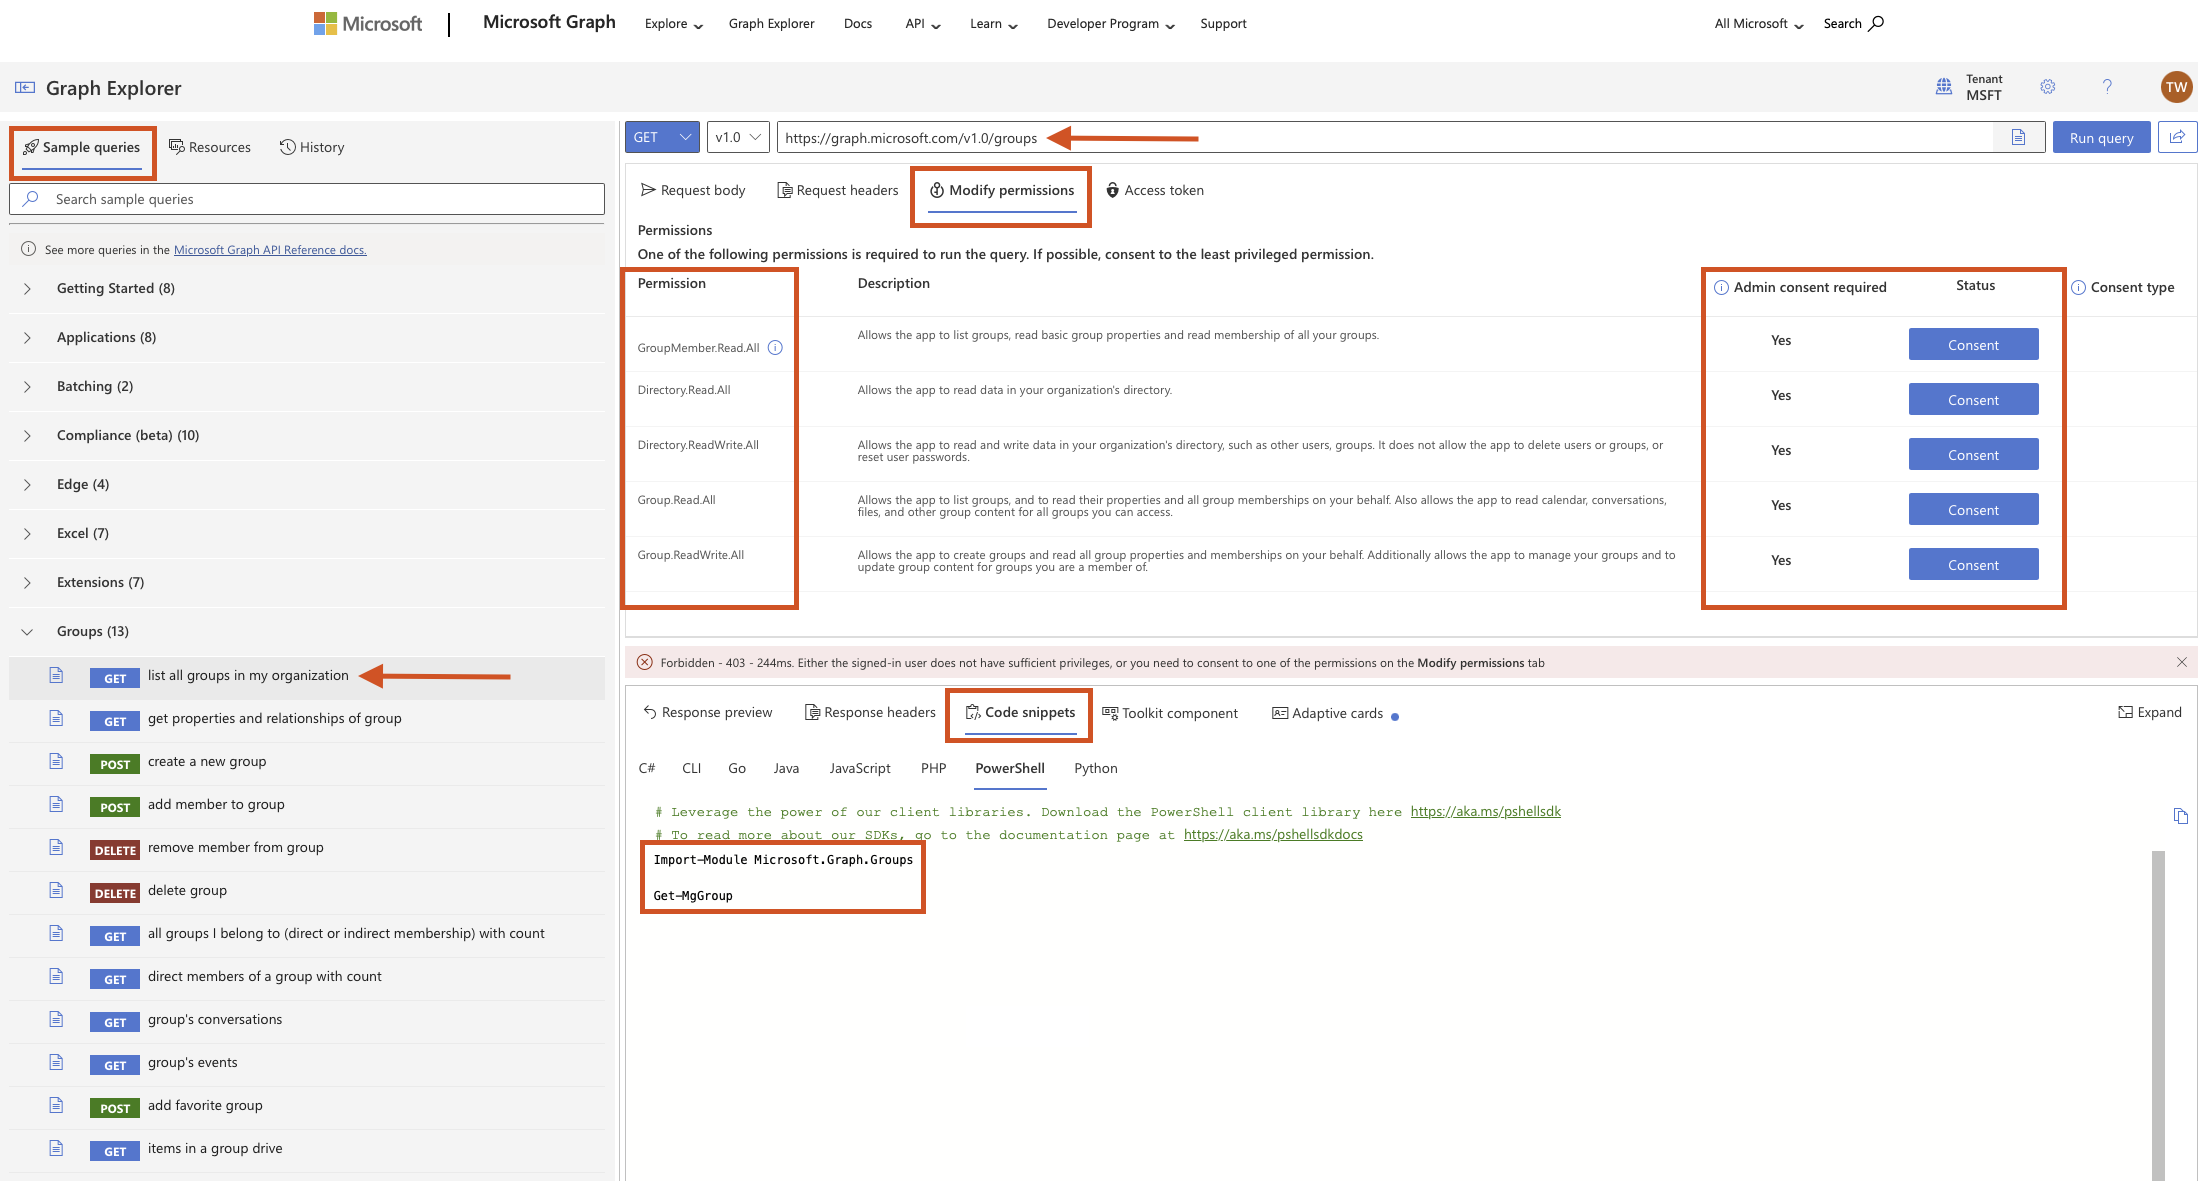 Microsoft
Microsoft Graph
Explore
Graph Explorer
Docs
API
Learn
Developer Program
Support
All Microsoft
Search
Graph Explorer
Tenant
MSFT
?
TW
Sample queries
Resources
History
Search sample queries
See more queries in the Microsoft Graph API Reference docs.
Getting Started (8)
Applications (8)
Batching (2)
Compliance (beta) (10)
Edge (4)
Excel (7)
Extensions (7)
Groups (13)
GET list all groups in my organization
GET get properties and relationships of group
POST create a new group
POST add member to group
DELETE remove member from group
DELETE delete group
GET all groups I belong to (direct or indirect membership) with count
GET direct members of a group with count
GET group's conversations
GET group's events
POST add favorite group
GET items in a group drive
GET
v1.0
https://graph.microsoft.com/v1.0/groups
Run query
Request body
Request headers
Modify permissions
Access token
Permissions
One of the following permissions is required to run the query. If possible, consent to the least privileged permission.
Permission
Description
Admin consent required
Status
Consent type
GroupMember.Read.All
Allows the app to list groups, read basic group properties and read membership of all your groups.
Yes
Consent
Directory.Read.All
Allows the app to read data in your organization's directory.
Yes
Consent
Directory.ReadWrite.All
Allows the app to read and write data in your organization's directory, such as other users, groups. It does not allow the app to delete users or groups, or
reset user passwords.
Yes
Consent
Group.Read.All
Allows the app to list groups, and to read their properties and all group memberships on your behalf. Also allows the app to read calendar, conversations,
files, and other group content for all groups you can access.
Yes
Consent
Group.ReadWrite.All
Allows the app to create groups and read all group properties and memberships on your behalf. Additionally allows the app to manage your groups and to
update group content for groups you are a member of.
Yes
Consent
Forbidden - 403 - 244ms. Either the signed-in user does not have sufficient privileges, or you need to consent to one of the permissions on the Modify permissions tab
Response preview
Response headers
Code snippets
Toolkit component
Adaptive cards
Expand
C#
CLI
Go
Java
JavaScript
PHP
PowerShell
Python
# Leverage the power of our client libraries. Download the PowerShell client library here https://aka.ms/pshellsdk
# To read more about our SDKs, go to the documentation page at https://aka.ms/pshellsdkdocs
Import-Module Microsoft.Graph.Groups
Get-MgGroup